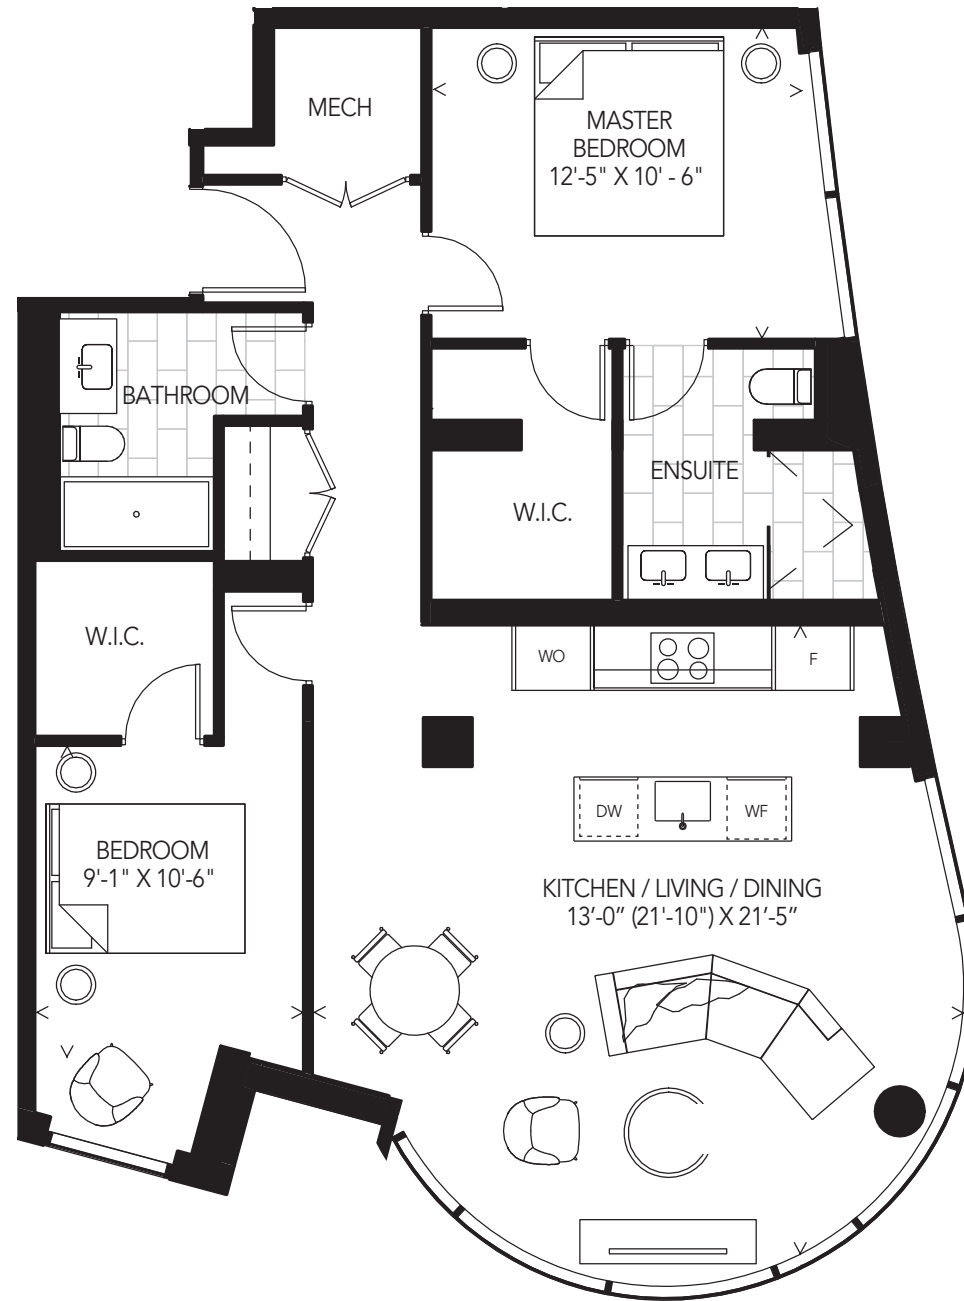 MECH
MASTER
BEDROOM
12'-5" X 10' - 6"
BATHROOM
ENSUITE
W.I.C.
W.I.C.
WO
F
DW
WF
BEDROOM
9'-1" X 10'-6"
KITCHEN / LIVING / DINING
13'-0" (21'-10") X 21'-5"